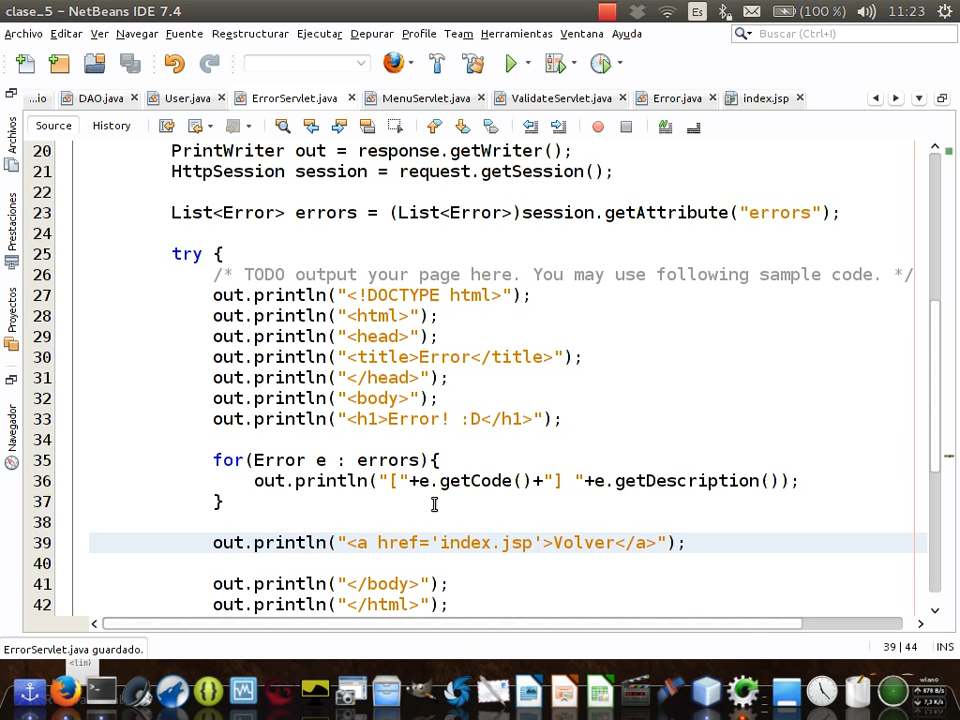 clase_5 - NetBeans IDE 7.4
Es
(100 %)
11:23
Archivo Editar Ver Navegar Fuente Reestructurar Ejecutar Depurar Profile Team Herramientas Ventana Ayuda
Buscar (Ctrl+I)
...io DAO.java User.java ErrorServlet.java MenuServlet.java ValidateServlet.java Error.java index.jsp
Source History
Archivos
Prestaciones
Proyectos
Navegador
20 PrintWriter out = response.getWriter();
21 HttpSession session = request.getSession();
22
23 List<Error> errors = (List<Error>)session.getAttribute("errors");
24
25 try {
26 /* TODO output your page here. You may use following sample code. */
27 out.println("<!DOCTYPE html>");
28 out.println("<html>");
29 out.println("<head>");
30 out.println("<title>Error</title>");
31 out.println("</head>");
32 out.println("<body>");
33 out.println("<h1>Error! :D</h1>");
34
35 for(Error e : errors){
36 out.println("["+e.getCode()+"] "+e.getDescription());
37 }
38
39 out.println("<a href='index.jsp'>Volver</a>");
40
41 out.println("</body>");
42 out.println("</html>");
ErrorServlet.java guardado.
39 | 44 INS
<lin>
wlan0
878 B/s
7,3 K/s